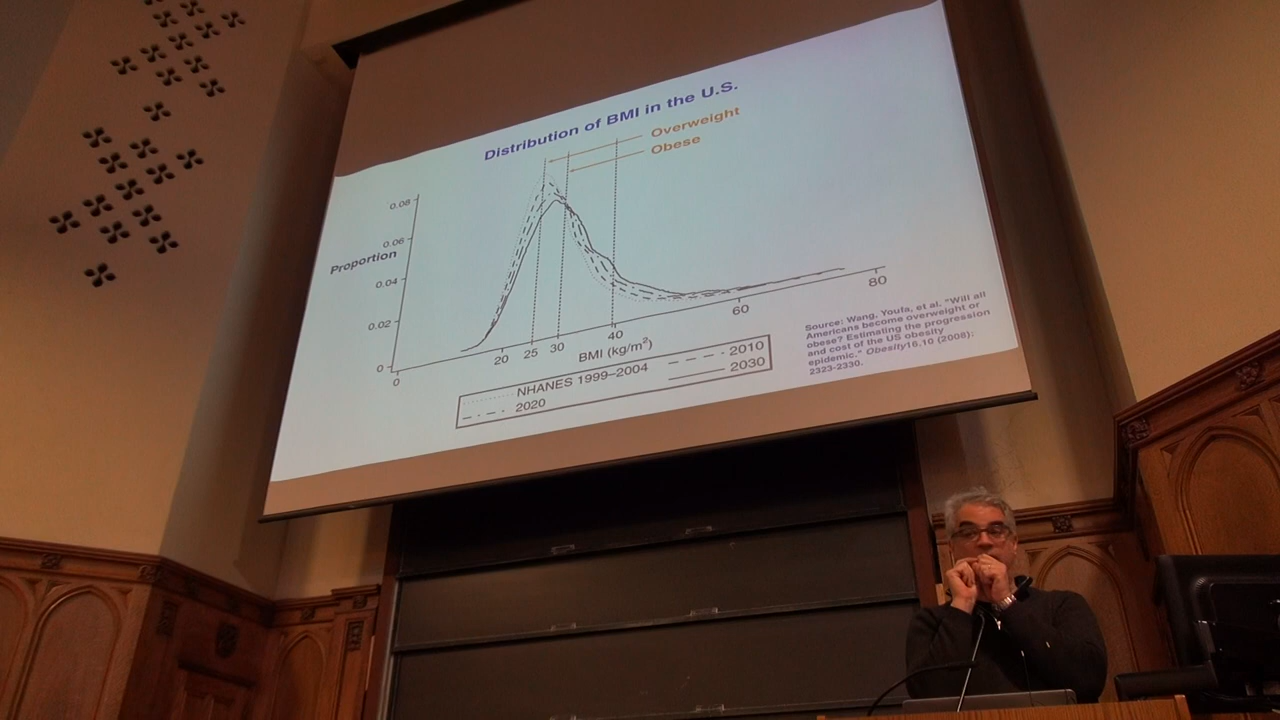 Distribution of BMI in the U.S.
Overweight
Obese
0.08
0.06
Proportion
0.04
0.02
0
0
20
25
30
40
60
80
BMI (kg/m²)
NHANES 1999–2004
2010
2020
2030
Source: Wang, Youfa, et al. "Will all
Americans become overweight or
obese? Estimating the progression
and cost of the US obesity
epidemic." Obesity16.10 (2008):
2323-2330.